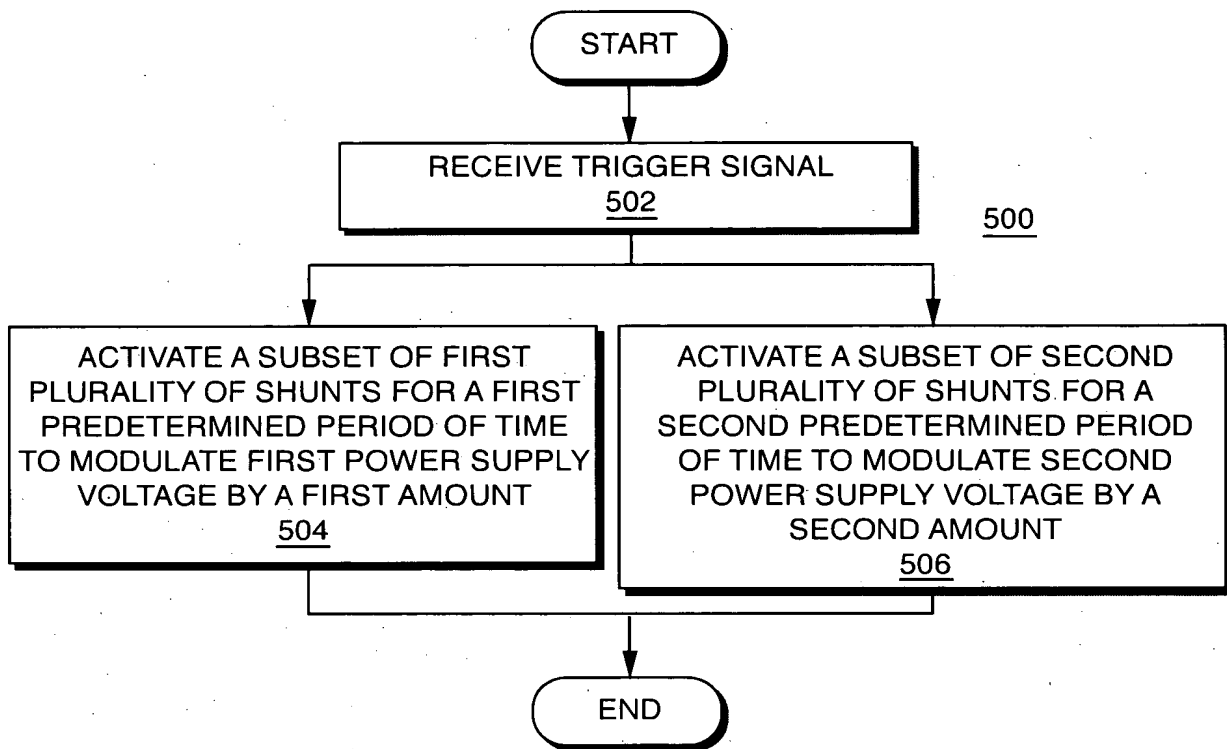 START
RECEIVE TRIGGER SIGNAL
502
500
ACTIVATE A SUBSET OF FIRST
PLURALITY OF SHUNTS FOR A FIRST
PREDETERMINED PERIOD OF TIME
TO MODULATE FIRST POWER SUPPLY
VOLTAGE BY A FIRST AMOUNT
504
ACTIVATE A SUBSET OF SECOND
PLURALITY OF SHUNTS FOR A
SECOND PREDETERMINED PERIOD
OF TIME TO MODULATE SECOND
POWER SUPPLY VOLTAGE BY A
SECOND AMOUNT
506
END